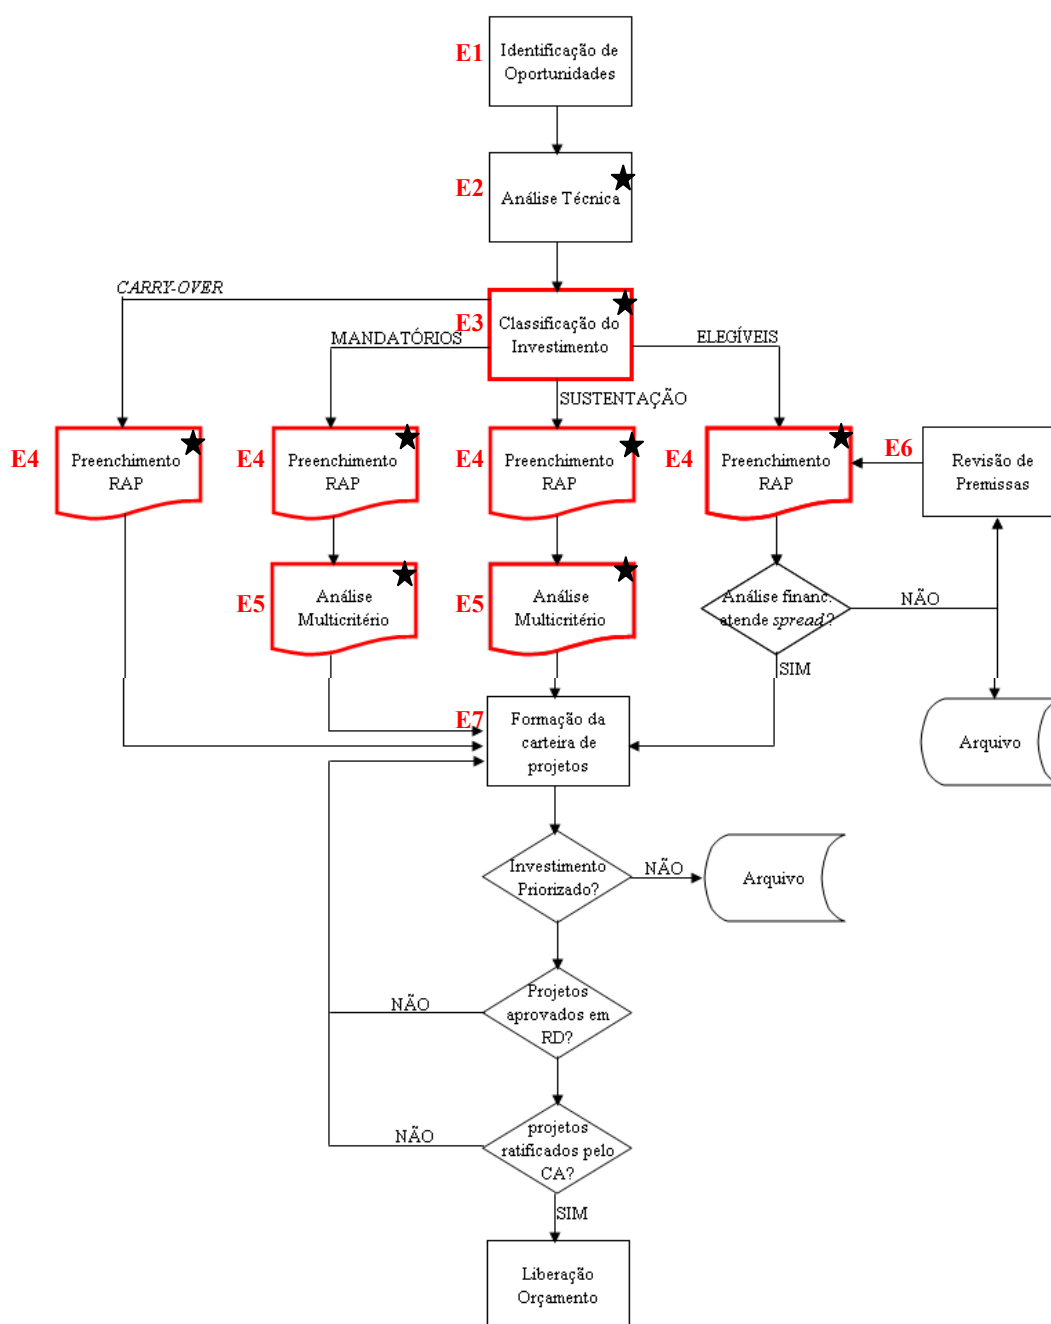 E1
Identificação de
Oportunidades
E2
Análise Técnica
CARRY-OVER
E3
Classificação do
Investimento
MANDATÓRIOS
ELEGÍVEIS
SUSTENTAÇÃO
E4
Preenchimento
RAP
E4
Preenchimento
RAP
E4
Preenchimento
RAP
E4
Preenchimento
RAP
E6
Revisão de
Premissas
E5
Análise
Multicritério
E5
Análise
Multicritério
Análise financ.
atende spread?
NÃO
SIM
E7
Formação da
carteira de
projetos
Arquivo
Investimento
Priorizado?
NÃO
Arquivo
Projetos
aprovados em
RD?
NÃO
projetos
ratificados pelo
CA?
NÃO
SIM
Liberação
Orçamento